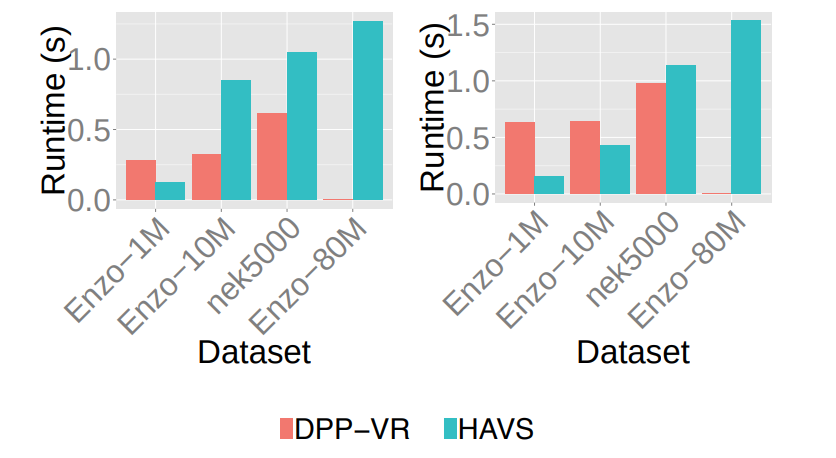 Runtime (s)
1.0
0.5
0.0
Enzo−1M
Enzo−10M
nek5000
Enzo−80M
Dataset
Runtime (s)
1.5
1.0
0.5
0.0
Enzo−1M
Enzo−10M
nek5000
Enzo−80M
Dataset
DPP−VR HAVS